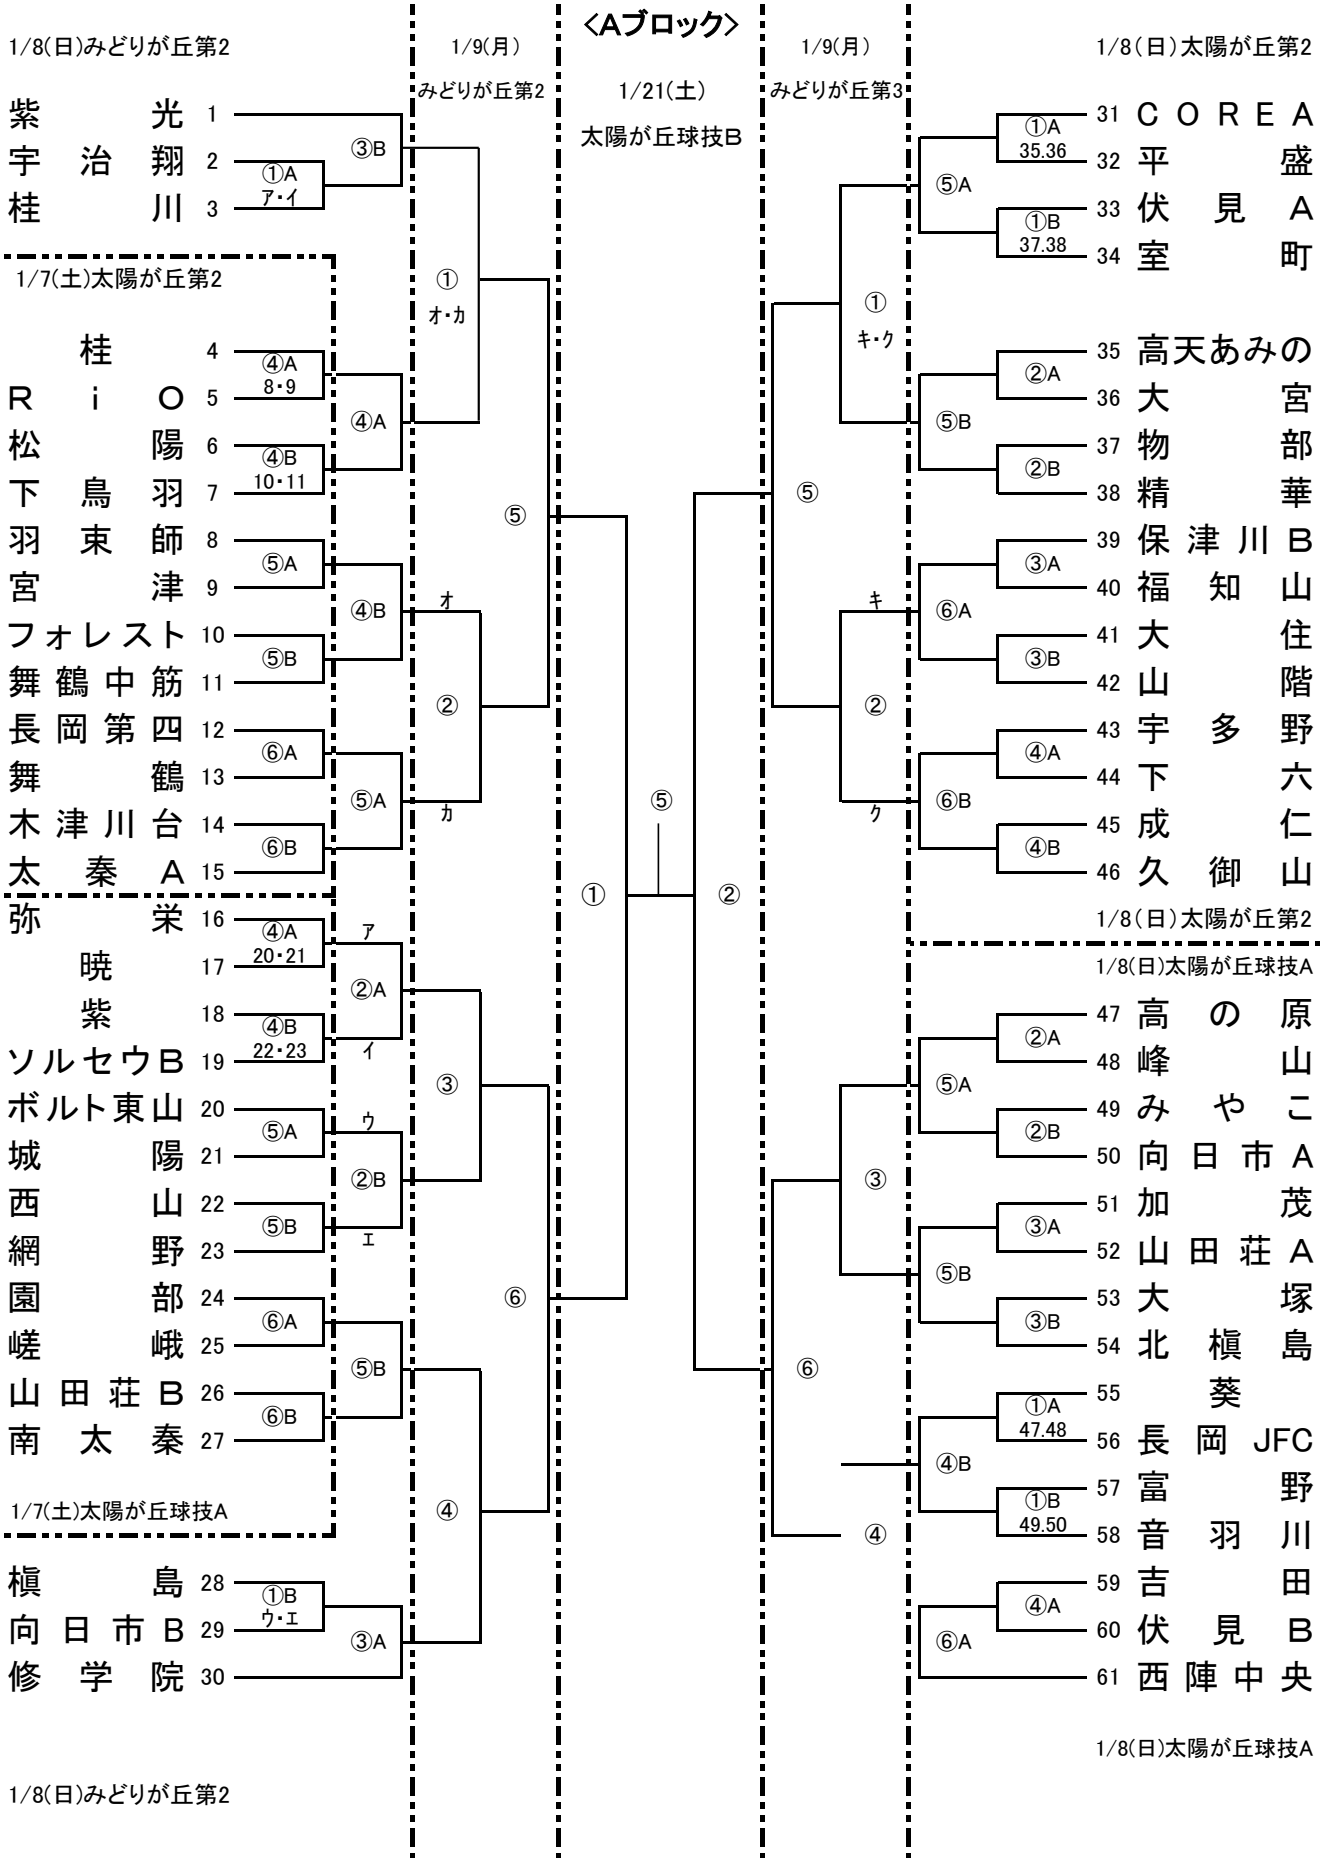 <Aブロック>
1/8(日)みどりが丘第2
1/9(月)
みどりが丘第2
1/21(土)
太陽が丘球技B
1/9(月)
みどりが丘第3
1/8(日)太陽が丘第2
紫光 1
宇治翔 2
桂川 3
①A
ア・イ
③B
1/7(土)太陽が丘第2
桂 4
RiO 5
松陽 6
下鳥羽 7
羽束師 8
宮津 9
フォレスト 10
舞鶴中筋 11
長岡第四 12
舞鶴 13
木津川台 14
太秦A 15
④A
8・9
④B
10・11
⑤A
⑤B
⑥A
⑥B
④A
④B
⑤A
弥栄 16
暁 17
紫 18
ソルセウB 19
ボルト東山 20
城陽 21
西山 22
網野 23
園部 24
嵯峨 25
山田荘B 26
南太秦 27
④A
20・21
④B
22・23
⑤A
⑤B
⑥A
⑥B
ア
②A
イ
ウ
②B
エ
⑤B
1/7(土)太陽が丘球技A
槇島 28
向日市B 29
修学院 30
①B
ウ・エ
③A
1/8(日)みどりが丘第2
①
オ・カ
オ
②
カ
③
④
⑤
⑥
①
⑤
②
⑤
⑥
①
キ・ク
キ
②
ク
③
④
31 COREA
32 平盛
33 伏見A
34 室町
①A
35.36
①B
37.38
⑤A
35 高天あみの
36 大宮
37 物部
38 精華
39 保津川B
40 福知山
41 大住
42 山階
43 宇多野
44 下六
45 成仁
46 久御山
②A
②B
③A
③B
④A
④B
⑤B
⑥A
⑥B
1/8(日)太陽が丘第2
1/8(日)太陽が丘球技A
47 高の原
48 峰山
49 みやこ
50 向日市A
51 加茂
52 山田荘A
53 大塚
54 北槇島
55 葵
56 長岡JFC
57 富野
58 音羽川
59 吉田
60 伏見B
61 西陣中央
②A
②B
③A
③B
①A
47.48
①B
49.50
④A
⑤A
⑤B
④B
⑥A
1/8(日)太陽が丘球技A